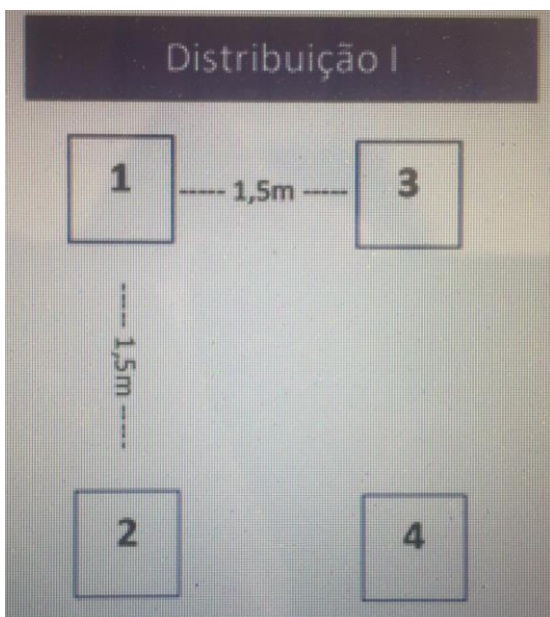 Distribuição I
1 ----- 1,5m ----- 3
---- 1,5m -----
2 4